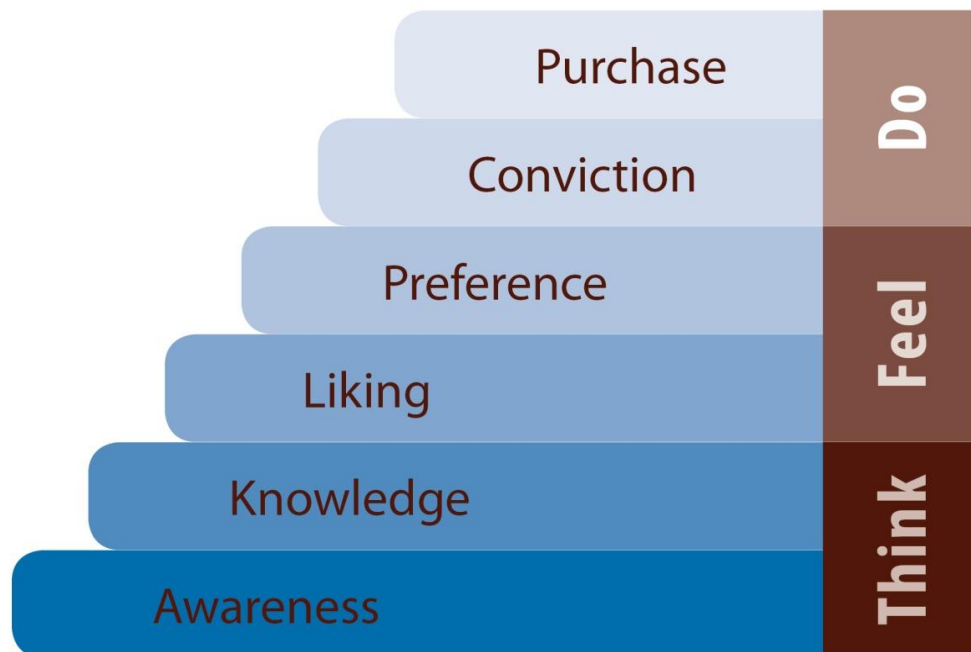 Purchase
Conviction
Preference
Liking
Knowledge
Awareness
Do
Feel
Think